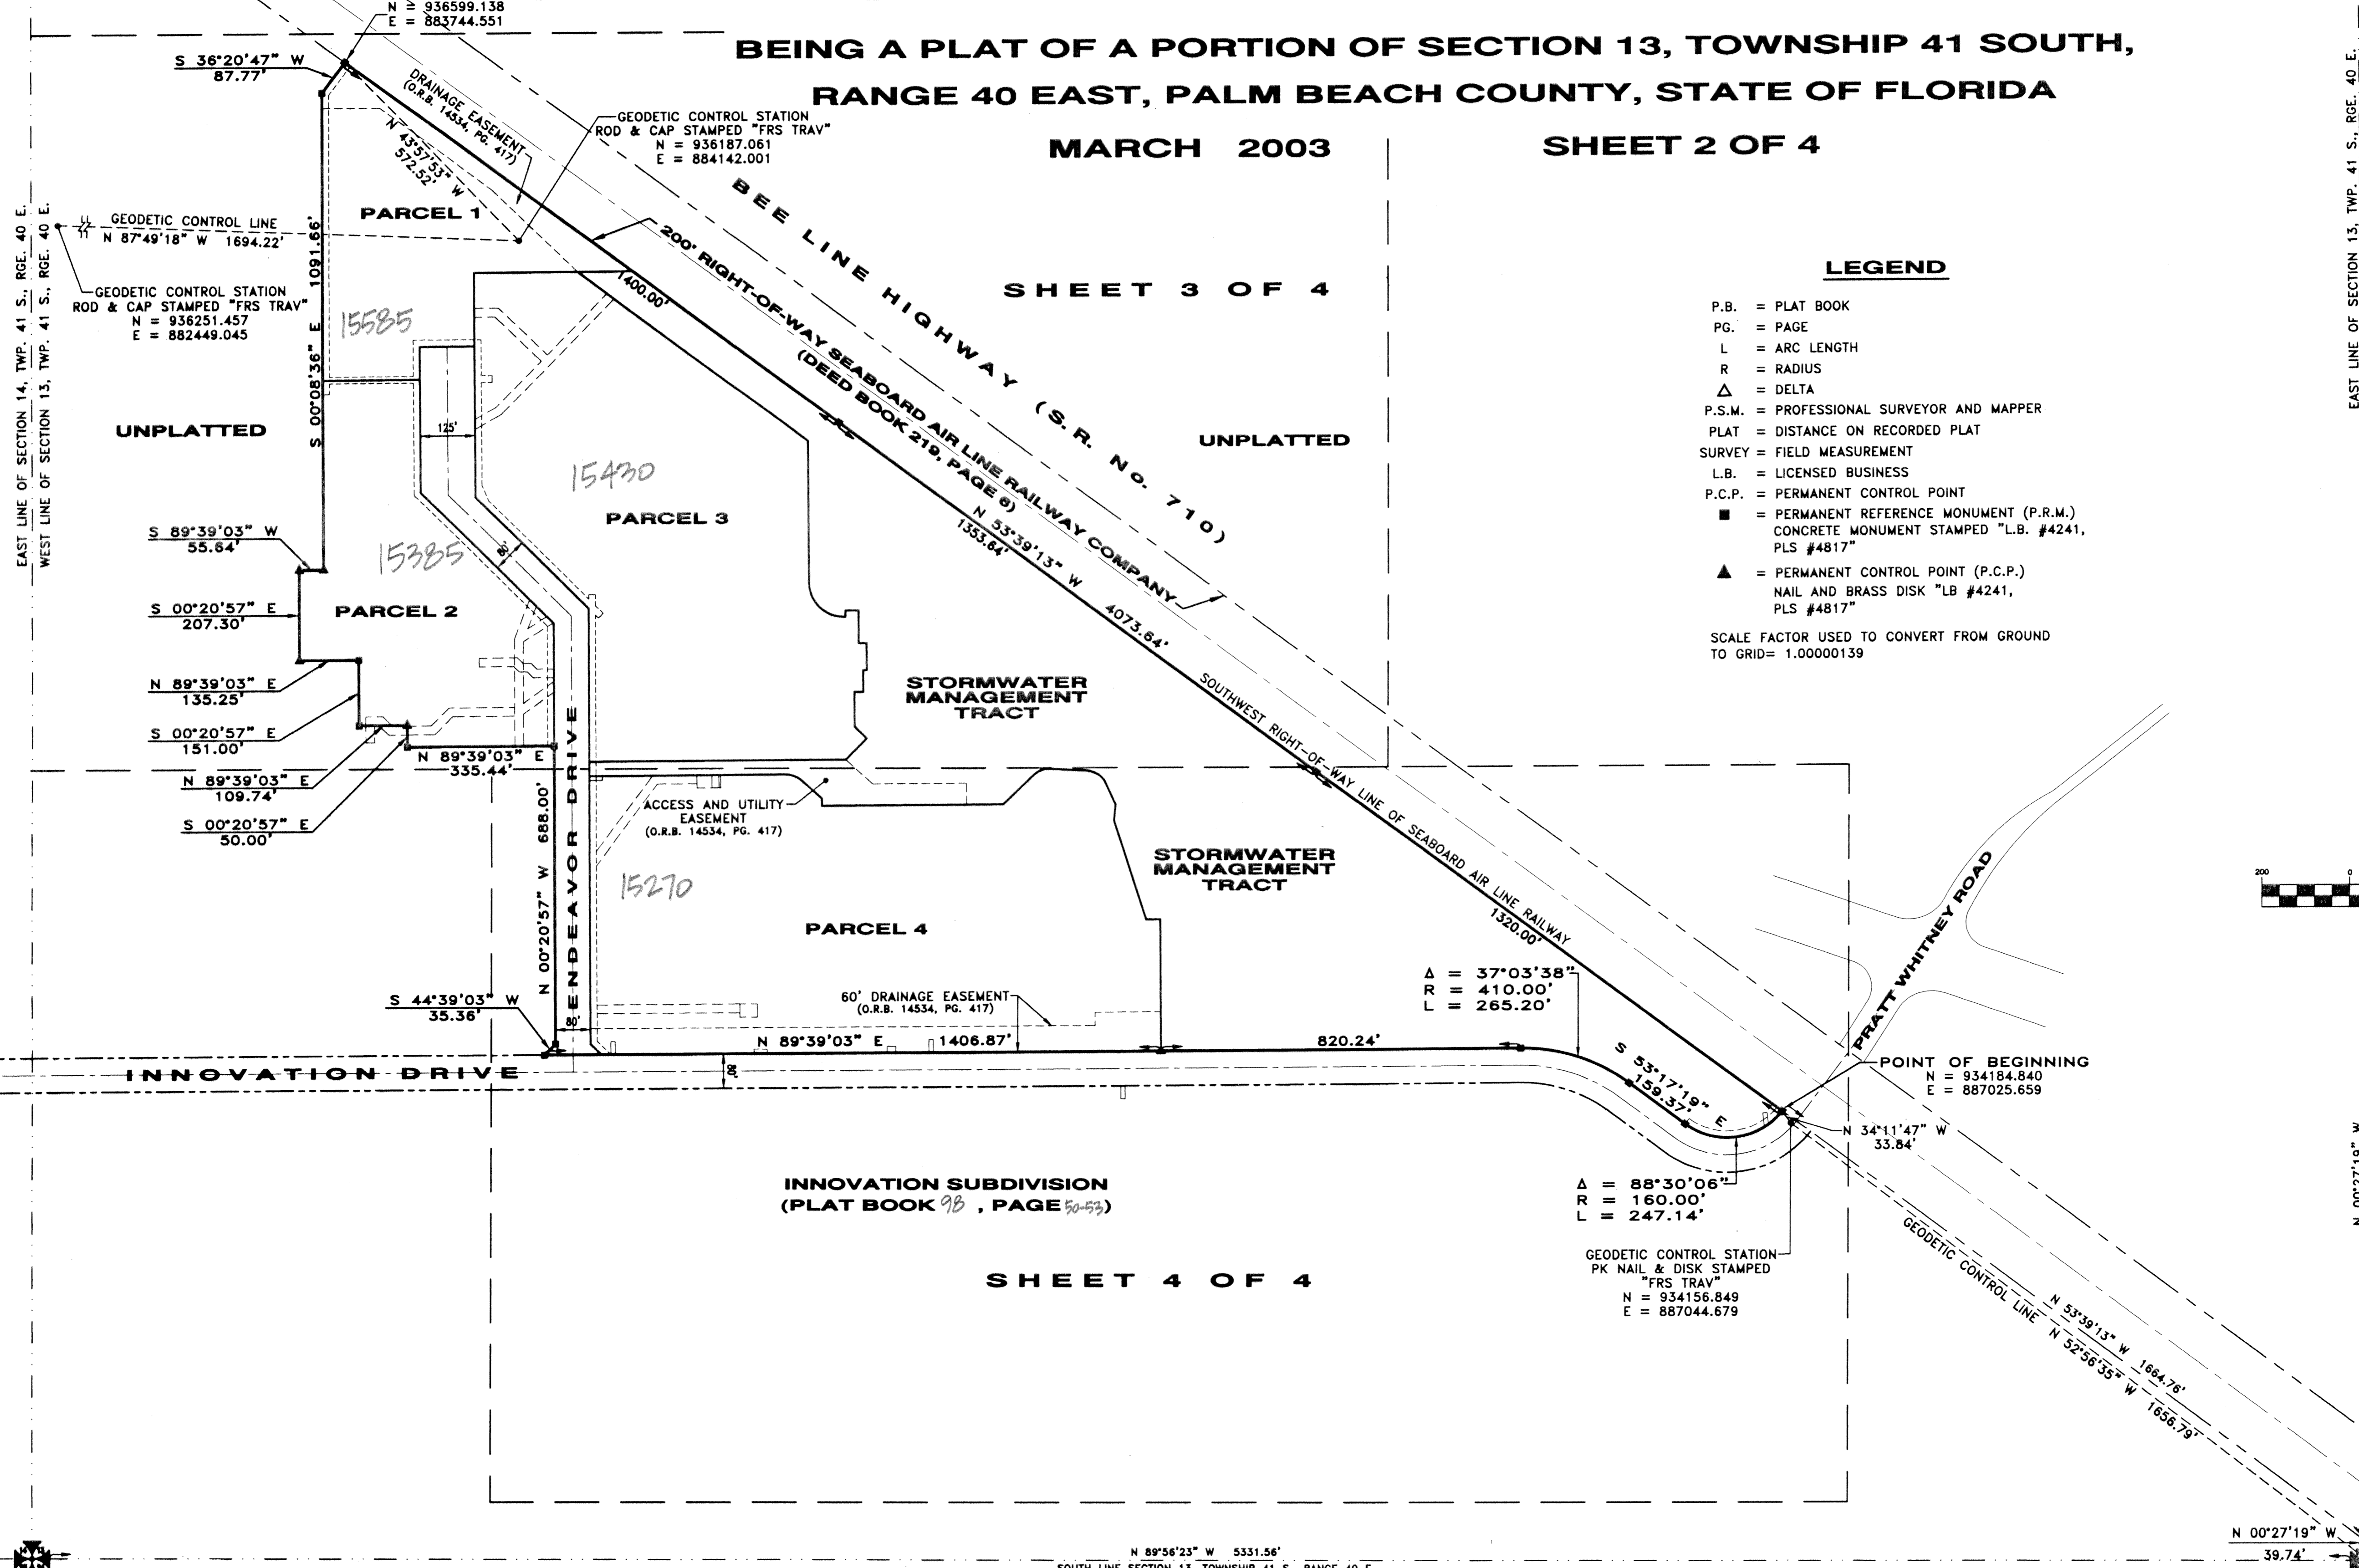 N = 936599.138
E = 883744.551
BEING A PLAT OF A PORTION OF SECTION 13, TOWNSHIP 41 SOUTH,
RANGE 40 EAST, PALM BEACH COUNTY, STATE OF FLORIDA
MARCH 2003
SHEET 2 OF 4
S 36°20'47" W
87.77'
DRAINAGE EASEMENT
(O.R.B. 14534, PG. 417)
N 43°57'53" W
572.52'
GEODETIC CONTROL STATION
ROD & CAP STAMPED "FRS TRAV"
N = 936187.061
E = 884142.001
EAST LINE OF SECTION 14, TWP. 41 S., RGE. 40 E.
WEST LINE OF SECTION 13, TWP. 41 S., RGE. 40 E.
GEODETIC CONTROL LINE
N 87°49'18" W 1694.22'
GEODETIC CONTROL STATION
ROD & CAP STAMPED "FRS TRAV"
N = 936251.457
E = 882449.045
PARCEL 1
S 00°08'36" E 1091.66'
15585
1400.00'
200' RIGHT-OF-WAY SEABOARD AIR LINE RAILWAY COMPANY
(DEED BOOK 219, PAGE 6)
BEE LINE HIGHWAY (S.R. No. 710)
SHEET 3 OF 4
UNPLATTED
EAST LINE OF SECTION 13, TWP. 41 S., RGE. 40 E.
LEGEND
P.B. = PLAT BOOK
PG. = PAGE
L = ARC LENGTH
R = RADIUS
Δ = DELTA
P.S.M. = PROFESSIONAL SURVEYOR AND MAPPER
PLAT = DISTANCE ON RECORDED PLAT
SURVEY = FIELD MEASUREMENT
L.B. = LICENSED BUSINESS
P.C.P. = PERMANENT CONTROL POINT
■ = PERMANENT REFERENCE MONUMENT (P.R.M.)
CONCRETE MONUMENT STAMPED "L.B. #4241,
PLS #4817"
▲ = PERMANENT CONTROL POINT (P.C.P.)
NAIL AND BRASS DISK "LB #4241,
PLS #4817"
SCALE FACTOR USED TO CONVERT FROM GROUND
TO GRID= 1.00000139
UNPLATTED
125'
15430
PARCEL 3
80'
N 53°39'13" W
1353.64'
4073.64'
S 89°39'03" W
55.64'
15385
PARCEL 2
S 00°20'57" E
207.30'
N 89°39'03" E
135.25'
S 00°20'57" E
151.00'
N 89°39'03" E
109.74'
S 00°20'57" E
50.00'
N 89°39'03" E
335.44'
STORMWATER
MANAGEMENT
TRACT
SOUTHWEST RIGHT-OF-WAY LINE OF SEABOARD AIR LINE RAILWAY
1320.00'
ACCESS AND UTILITY
EASEMENT
(O.R.B. 14534, PG. 417)
N 00°20'57" W 688.00'
ENDEAVOR DRIVE
15270
PARCEL 4
STORMWATER
MANAGEMENT
TRACT
PRATT WHITNEY ROAD
200
0
S 44°39'03" W
35.36'
80'
60' DRAINAGE EASEMENT
(O.R.B. 14534, PG. 417)
Δ = 37°03'38"
R = 410.00'
L = 265.20'
N 89°39'03" E 1406.87'
820.24'
80'
INNOVATION DRIVE
S 53°17'19" E
159.37'
POINT OF BEGINNING
N = 934184.840
E = 887025.659
N 34°11'47" W
33.84'
INNOVATION SUBDIVISION
(PLAT BOOK 98 , PAGE 50-53)
Δ = 88°30'06"
R = 160.00'
L = 247.14'
GEODETIC CONTROL STATION
PK NAIL & DISK STAMPED
"FRS TRAV"
N = 934156.849
E = 887044.679
SHEET 4 OF 4
GEODETIC CONTROL LINE N 52°56'35" W 1656.79'
N 53°39'13" W 1664.76'
N 00°27'19" W
N 00°27'19" W
39.74'
N 89°56'23" W 5331.56'
SOUTH LINE SECTION 13, TOWNSHIP 41 S., RANGE 40 E.